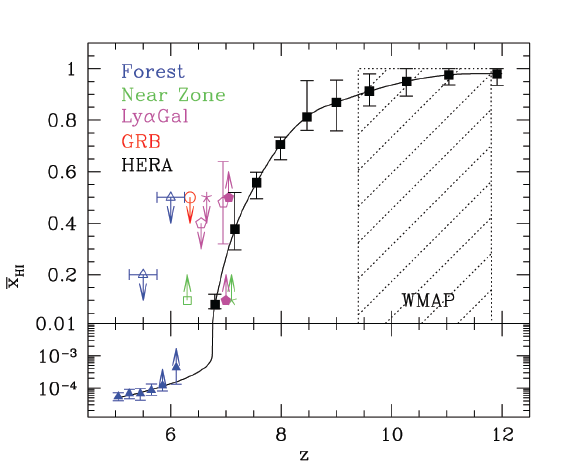 1
0.8
0.6
0.4
0.2
0.01
10⁻³
10⁻⁴
x̅HI
Forest
Near Zone
LyαGal
GRB
HERA
WMAP
6 8 10 12
z